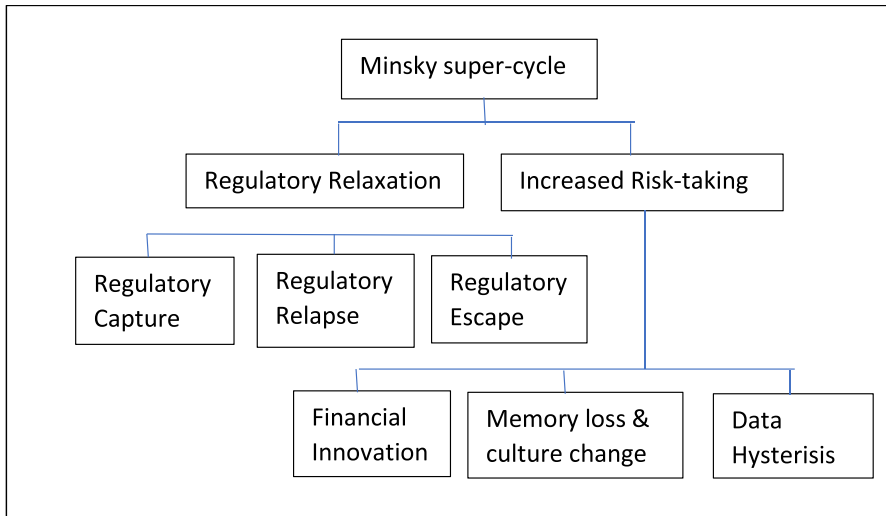 Minsky super-cycle
Regulatory Relaxation
Increased Risk-taking
Regulatory
Capture
Regulatory
Relapse
Regulatory
Escape
Financial
Innovation
Memory loss &
culture change
Data
Hysterisis